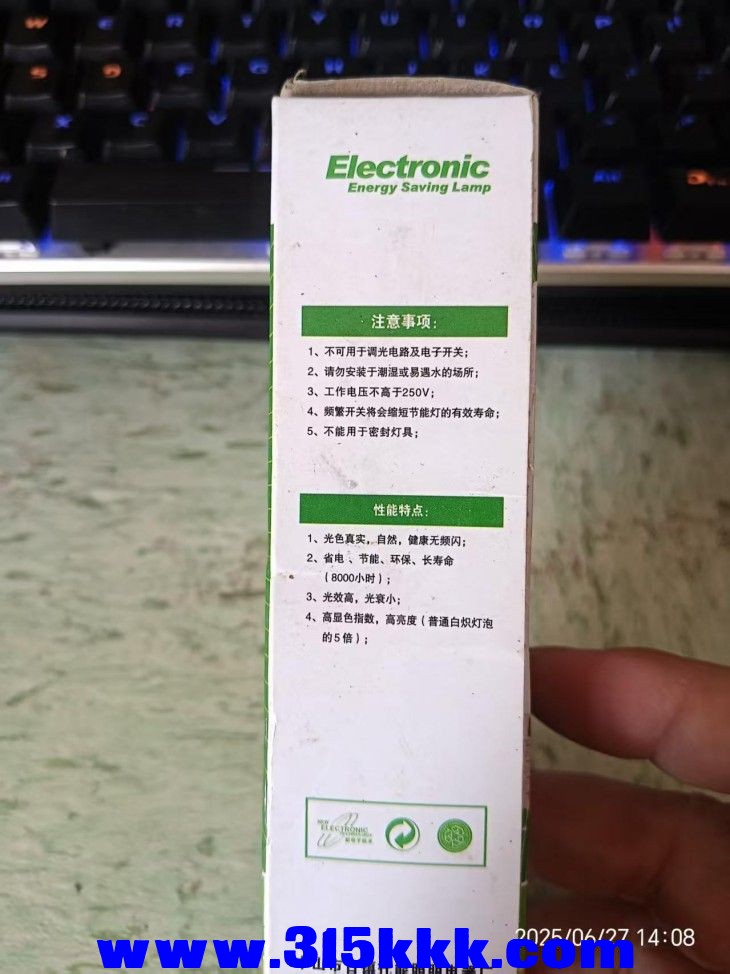 Electronic
Energy Saving Lamp
注意事项：
1、不可用于调光电路及电子开关；
2、请勿安装于潮湿或易遇水的场所；
3、工作电压不高于250V；
4、频繁开关将会缩短节能灯的有效寿命；
5、不能用于密封灯具；
性能特点：
1、光色真实，自然，健康无频闪；
2、省电、节能、环保、长寿命
（8000小时）；
3、光效高，光衰小；
4、高显色指数，高亮度（普通白炽灯泡
的5倍）；
NEW
ELECTRONIC
2025/06/27 14:08
www.315kkk.com